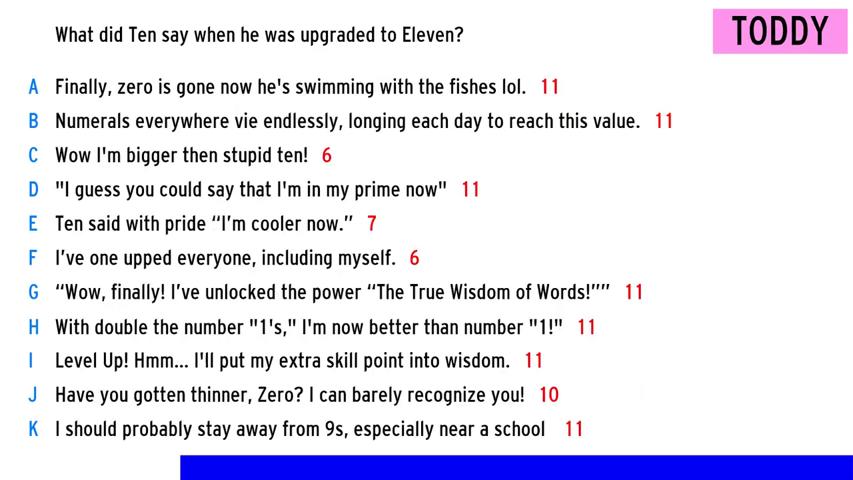 What did Ten say when he was upgraded to Eleven?
TODDY
A Finally, zero is gone now he's swimming with the fishes lol. 11
B Numerals everywhere vie endlessly, longing each day to reach this value. 11
C Wow I'm bigger then stupid ten! 6
D "I guess you could say that I'm in my prime now" 11
E Ten said with pride “I’m cooler now.” 7
F I’ve one upped everyone, including myself. 6
G “Wow, finally! I’ve unlocked the power “The True Wisdom of Words!”” 11
H With double the number "1's," I'm now better than number "1!" 11
I Level Up! Hmm... I'll put my extra skill point into wisdom. 11
J Have you gotten thinner, Zero? I can barely recognize you! 10
K I should probably stay away from 9s, especially near a school 11